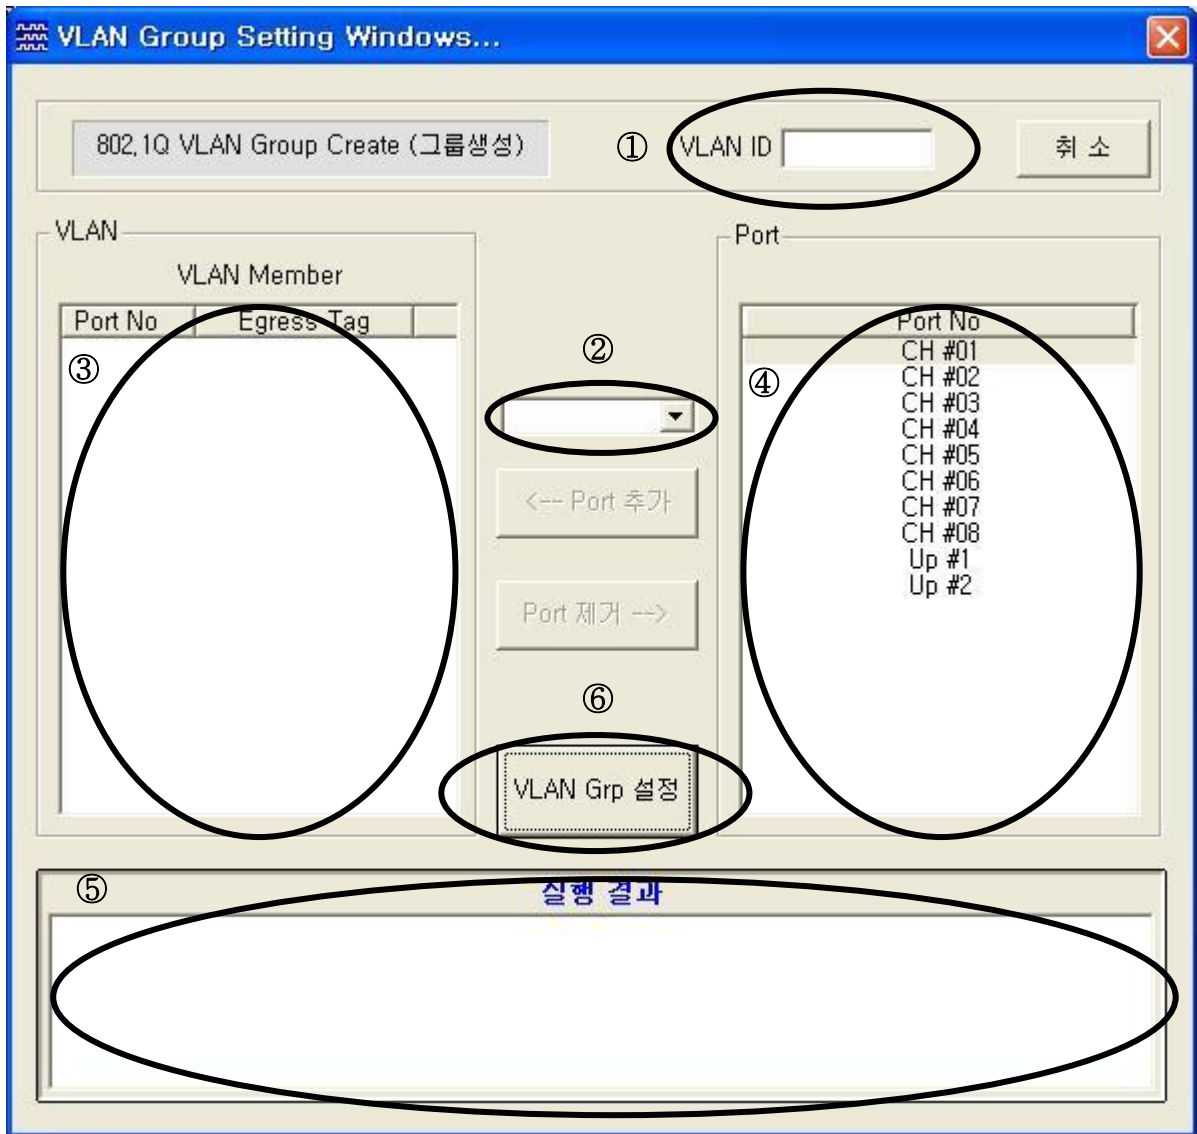 VLAN Group Setting Windows...
802,1Q VLAN Group Create (그룹생성)
① VLAN ID
취 소
VLAN
VLAN Member
Port No Egress Tag
③
②
<-- Port 추가
Port 제거 -->
⑥
VLAN Grp 설정
Port
Port No
④
CH #01
CH #02
CH #03
CH #04
CH #05
CH #06
CH #07
CH #08
Up #1
Up #2
⑤
실행 결과